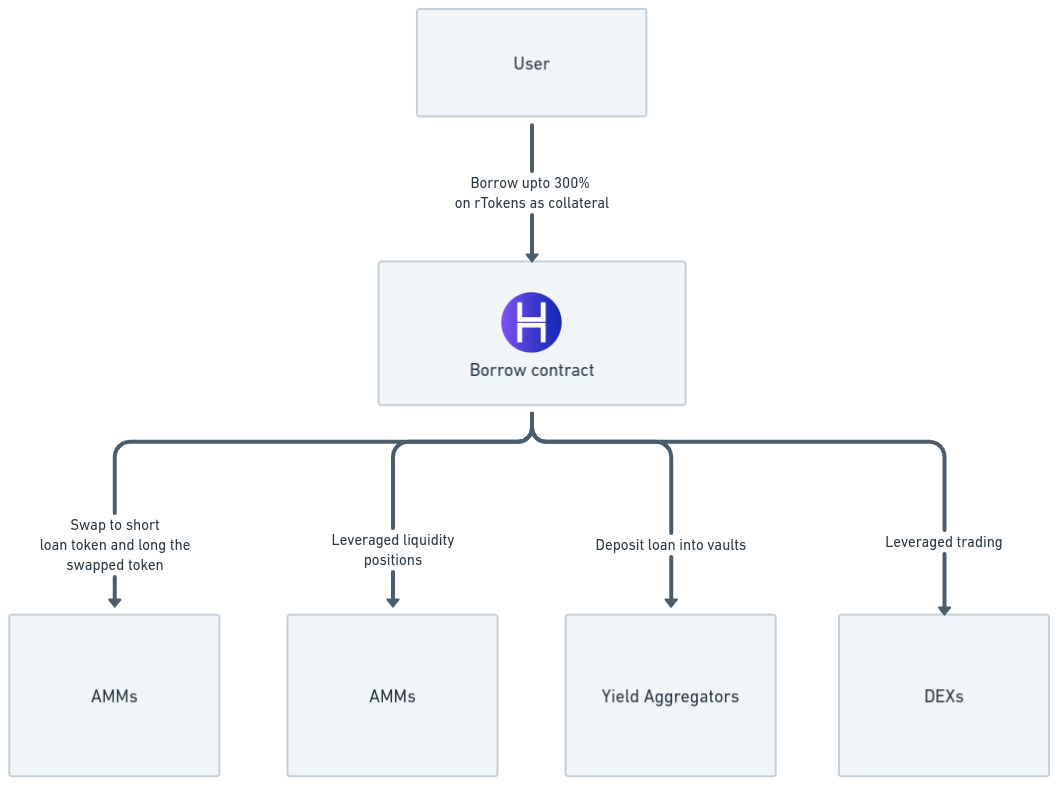 User
Borrow upto 300%
on rTokens as collateral
H
Borrow contract
Swap to short
loan token and long the
swapped token
Leveraged liquidity
positions
Deposit loan into vaults
Leveraged trading
AMMs
AMMs
Yield Aggregators
DEXs